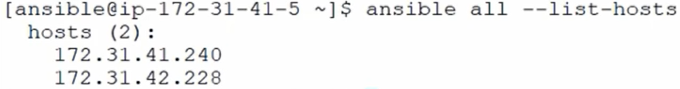 [ansible@ip-172-31-41-5 ~]$ ansible all --list-hosts
  hosts (2):
    172.31.41.240
    172.31.42.228